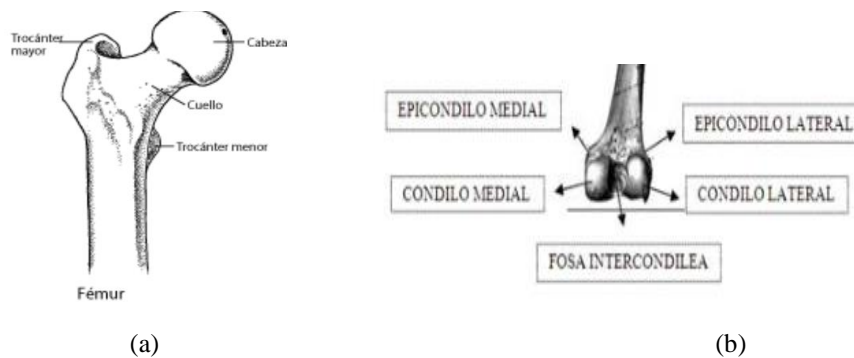 Trocánter
mayor
Cabeza
Cuello
Trocánter menor
Fémur
(a)
EPICONDILO MEDIAL
EPICONDILO LATERAL
CONDILO MEDIAL
CONDILO LATERAL
FOSA INTERCONDILEA
(b)